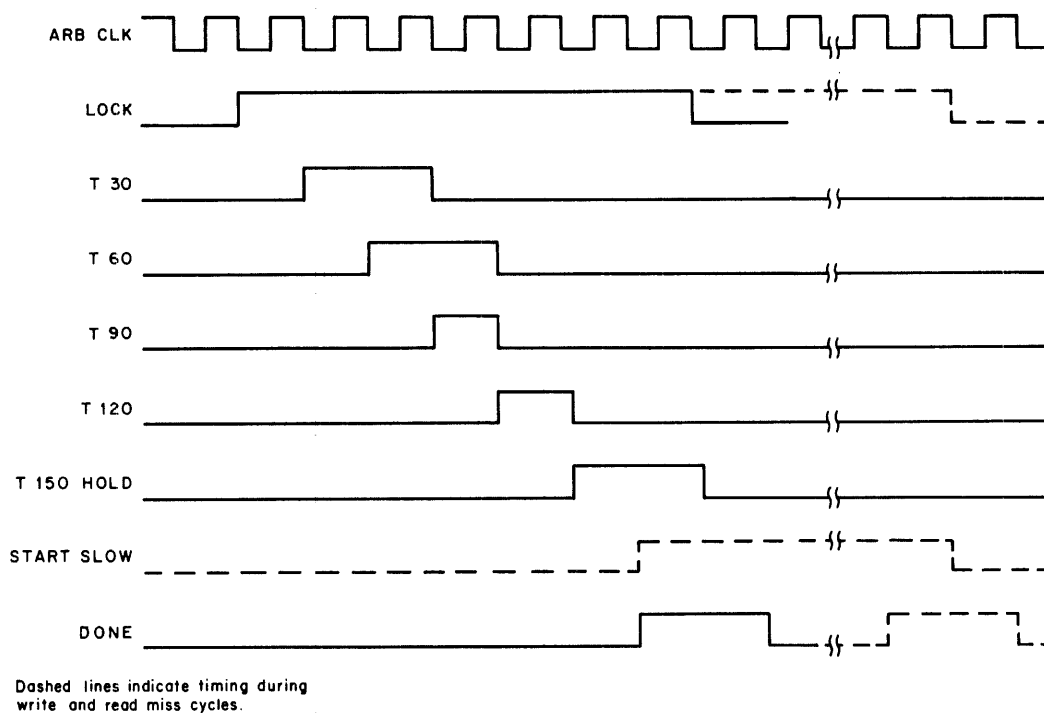 ARB CLK
LOCK
T 30
T 60
T 90
T 120
T 150 HOLD
START SLOW
DONE
Dashed lines indicate timing during
write and read miss cycles.